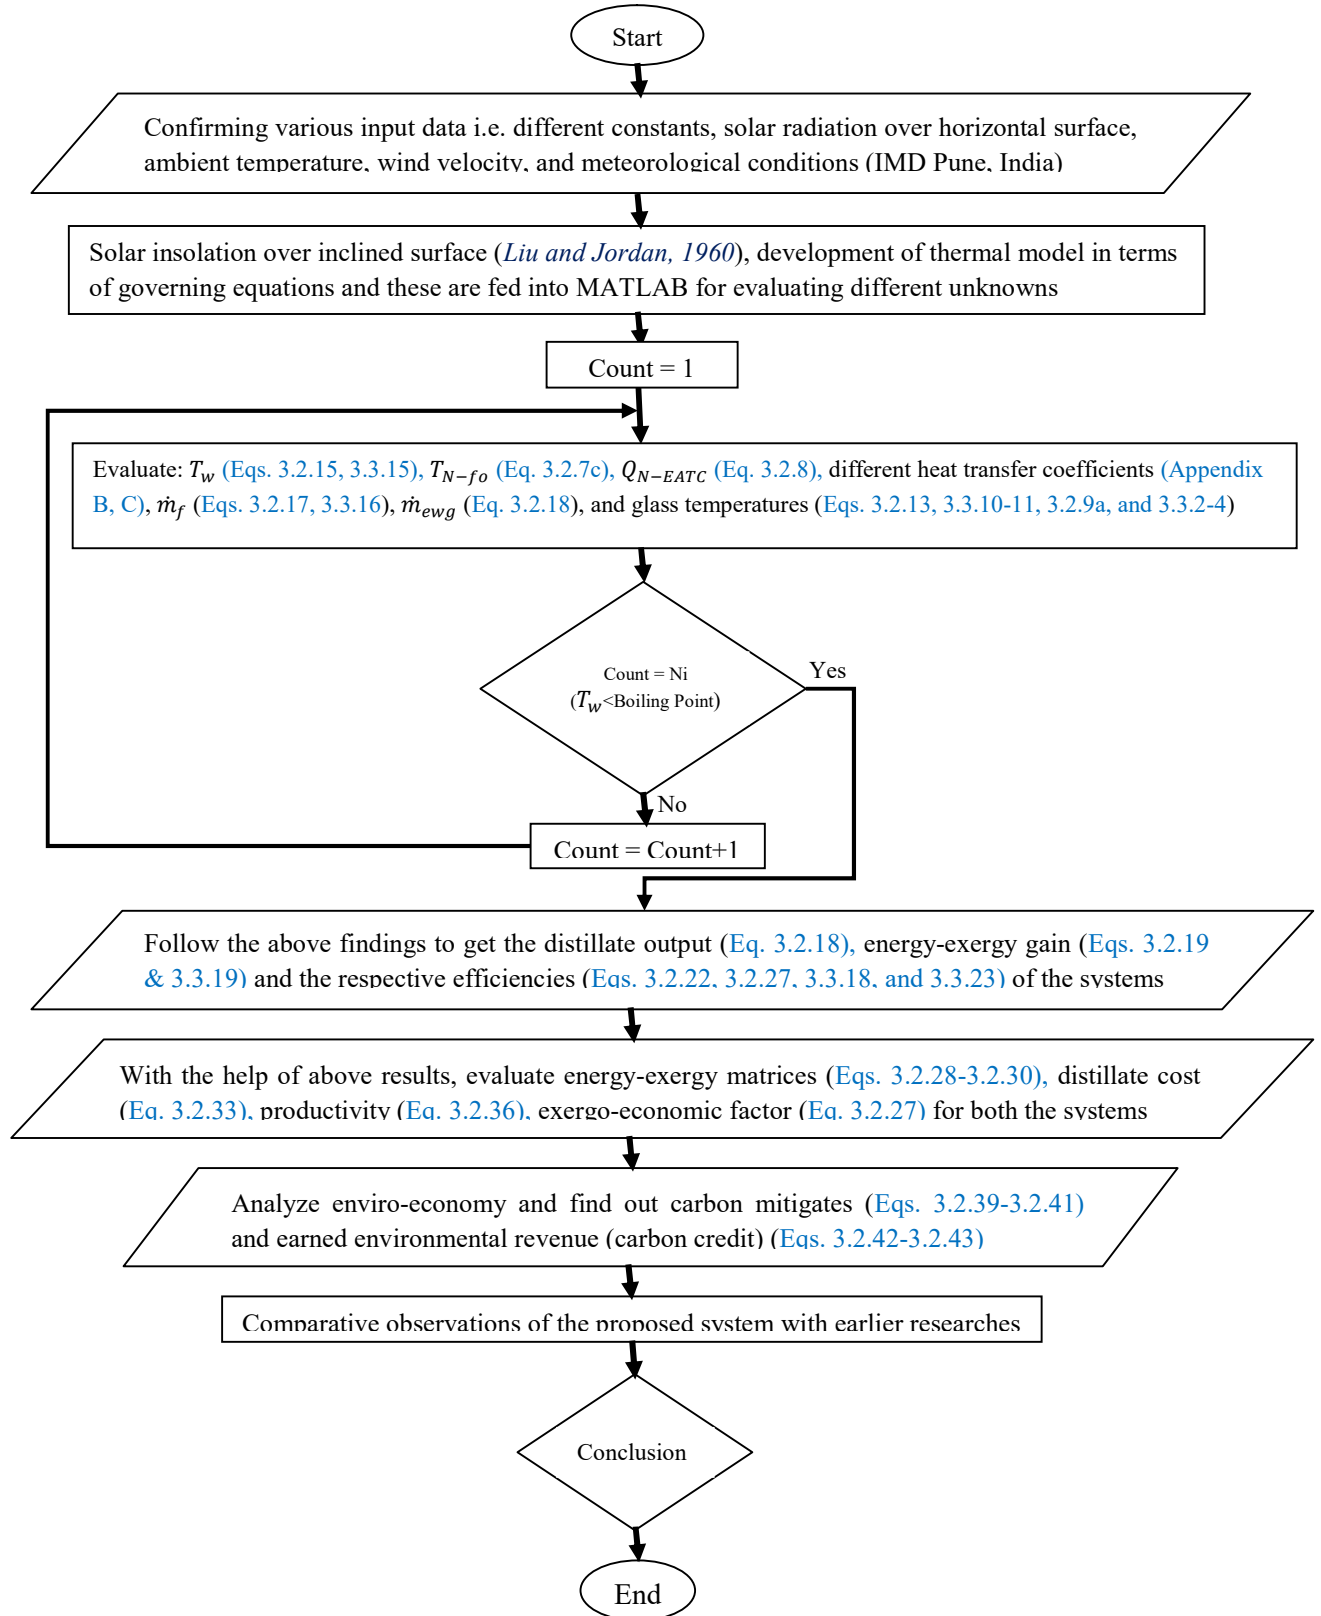 Start
Confirming various input data i.e. different constants, solar radiation over horizontal surface,
ambient temperature, wind velocity, and meteorological conditions (IMD Pune, India)
Solar insolation over inclined surface (Liu and Jordan, 1960), development of thermal model in terms
of governing equations and these are fed into MATLAB for evaluating different unknowns
Count = 1
Evaluate: T_w (Eqs. 3.2.15, 3.3.15), T_{N-fo} (Eq. 3.2.7c), Q_{N-EATC} (Eq. 3.2.8), different heat transfer coefficients (Appendix
B, C), ṁ_f (Eqs. 3.2.17, 3.3.16), ṁ_{ewg} (Eq. 3.2.18), and glass temperatures (Eqs. 3.2.13, 3.3.10-11, 3.2.9a, and 3.3.2-4)
Count = Ni
(T_w<Boiling Point)
Yes
No
Count = Count+1
Follow the above findings to get the distillate output (Eq. 3.2.18), energy-exergy gain (Eqs. 3.2.19
& 3.3.19) and the respective efficiencies (Eqs. 3.2.22, 3.2.27, 3.3.18, and 3.3.23) of the systems
With the help of above results, evaluate energy-exergy matrices (Eqs. 3.2.28-3.2.30), distillate cost
(Eq. 3.2.33), productivity (Eq. 3.2.36), exergo-economic factor (Eq. 3.2.27) for both the systems
Analyze enviro-economy and find out carbon mitigates (Eqs. 3.2.39-3.2.41)
and earned environmental revenue (carbon credit) (Eqs. 3.2.42-3.2.43)
Comparative observations of the proposed system with earlier researches
Conclusion
End